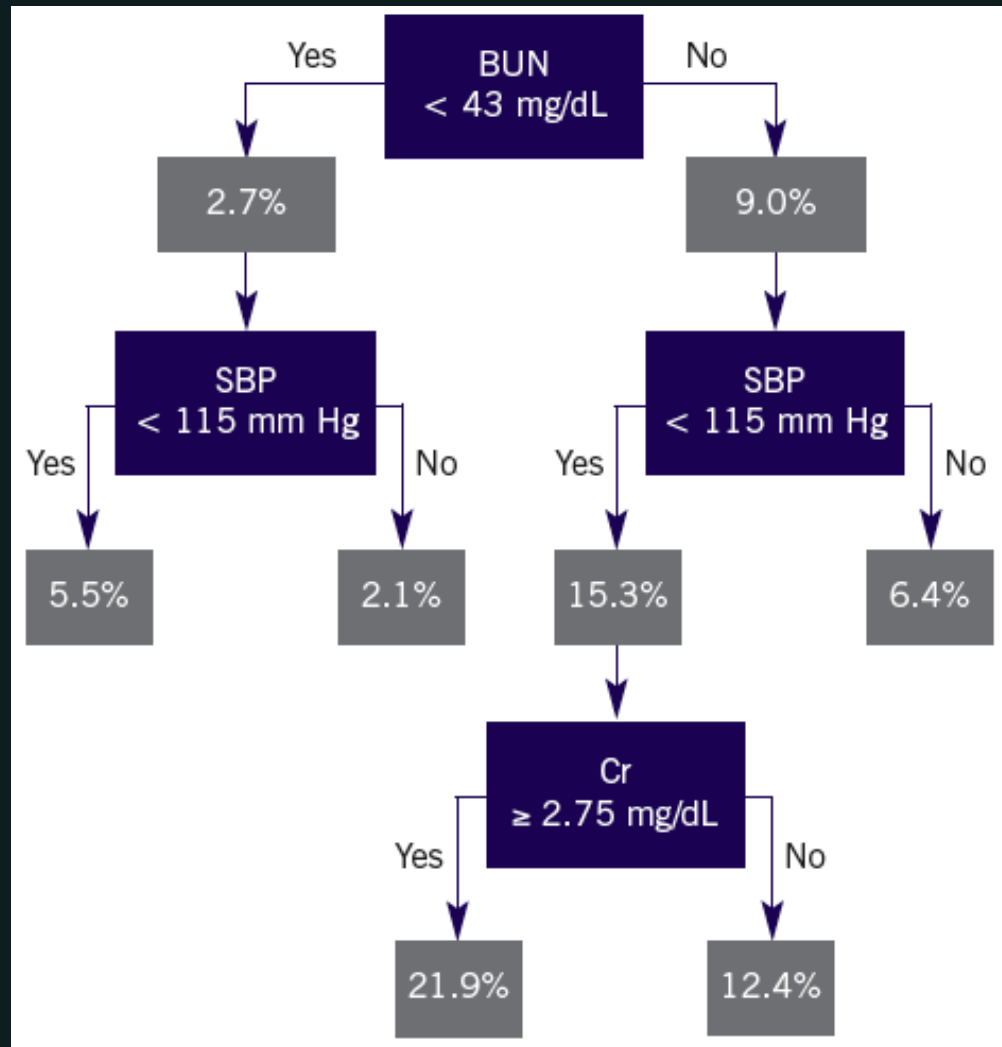 Yes
BUN
< 43 mg/dL
No
2.7%
9.0%
SBP
< 115 mm Hg
SBP
< 115 mm Hg
Yes
No
Yes
No
5.5%
2.1%
15.3%
6.4%
Cr
≥ 2.75 mg/dL
Yes
No
21.9%
12.4%